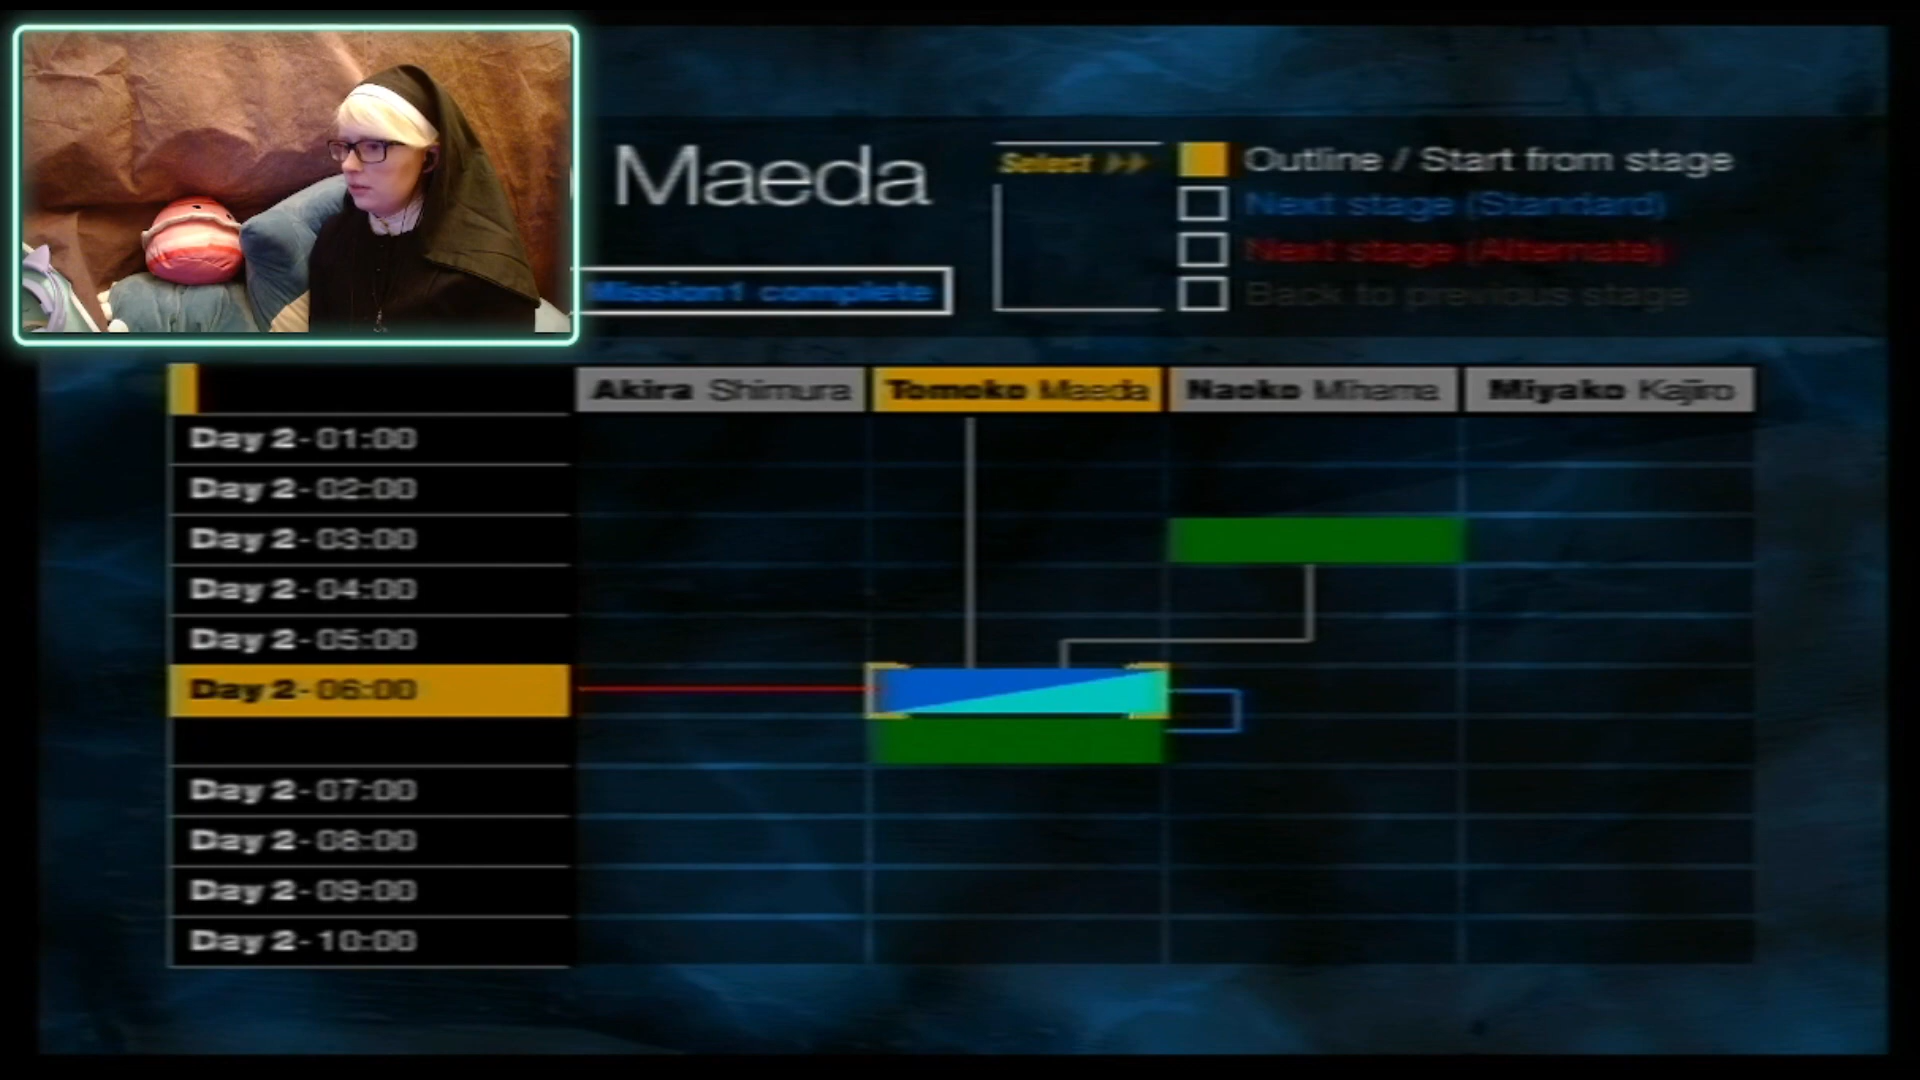 Maeda
Select >>
Outline / Start from stage
Next stage (Standard)
Next stage (Alternate)
Back to previous stage
Mission1 complete
Akira Shimura
Tomoko Maeda
Naoko Mihama
Miyako Kajiro
Day 2 - 01:00
Day 2 - 02:00
Day 2 - 03:00
Day 2 - 04:00
Day 2 - 05:00
Day 2 - 06:00
Day 2 - 07:00
Day 2 - 08:00
Day 2 - 09:00
Day 2 - 10:00